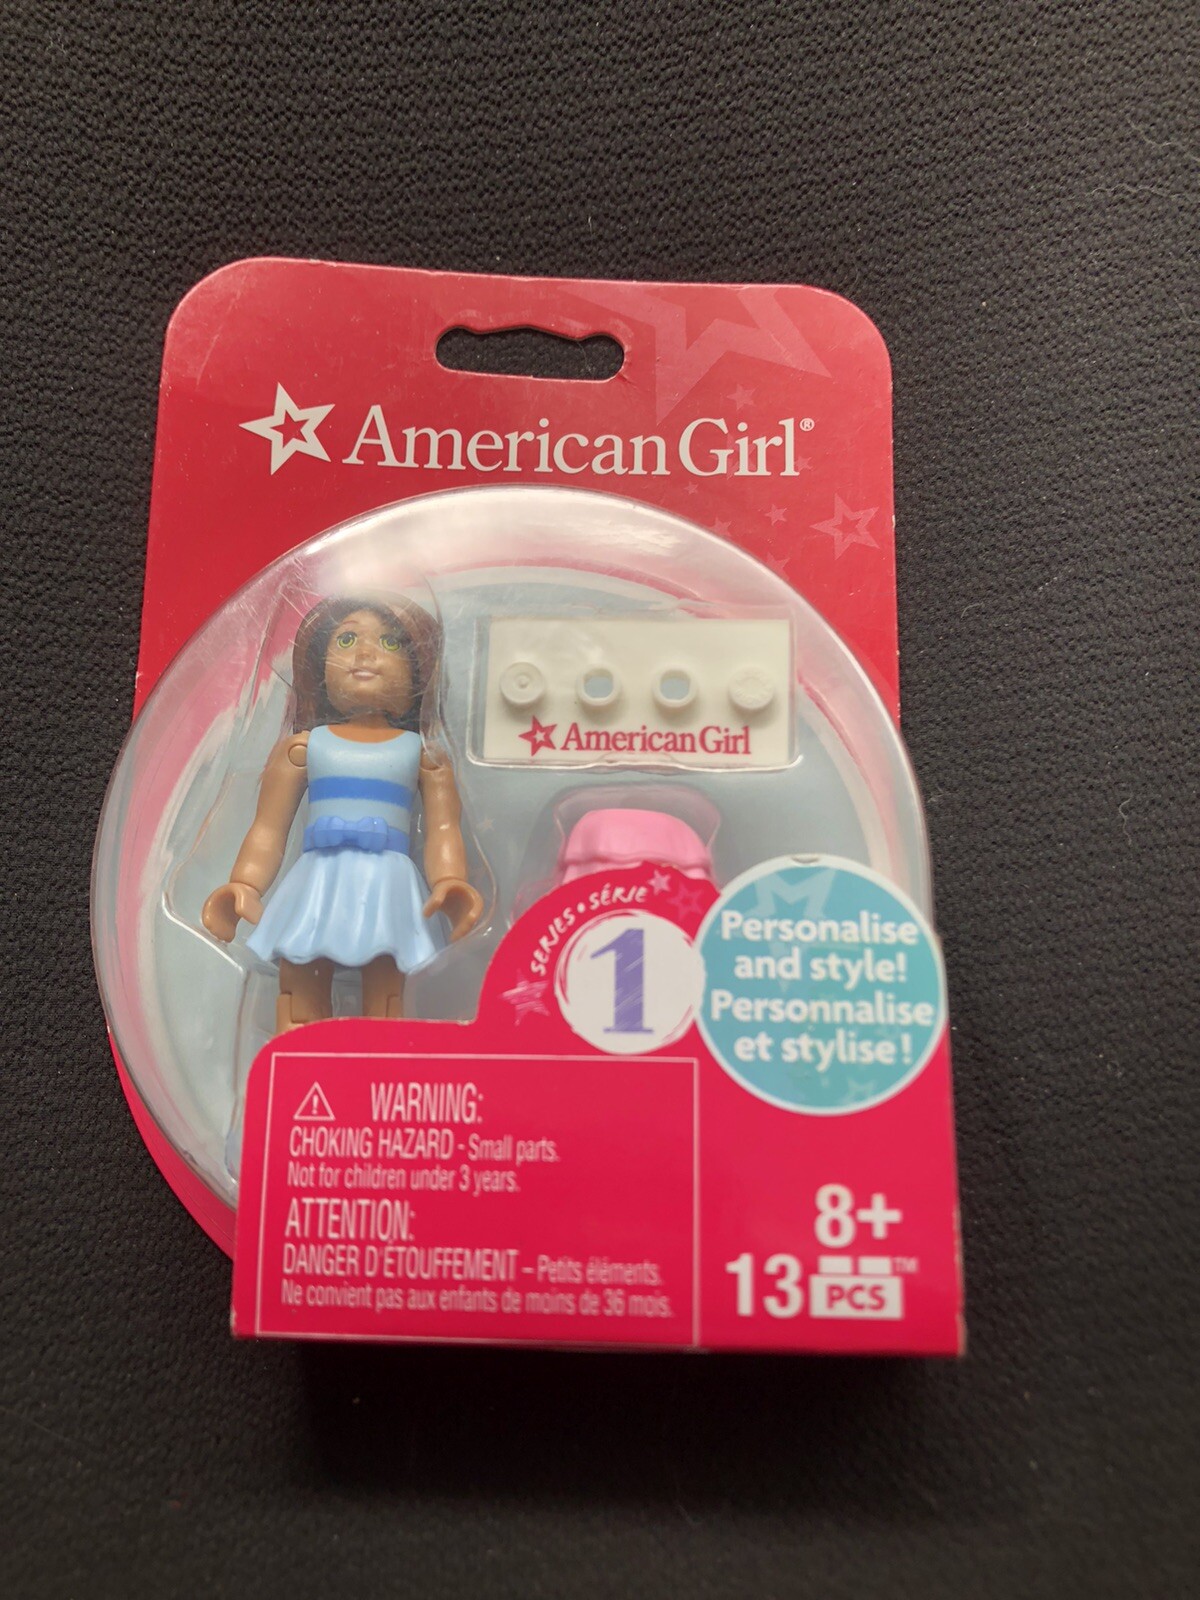 American Girl®
American Girl
SERIES • SÉRIE
1
Personalise
and style!
Personnalise
et stylise!
WARNING:
CHOKING HAZARD - Small parts.
Not for children under 3 years.
ATTENTION:
DANGER D'ÉTOUFFEMENT – Petits éléments.
Ne convient pas aux enfants de moins de 36 mois.
8+
13 PCS™